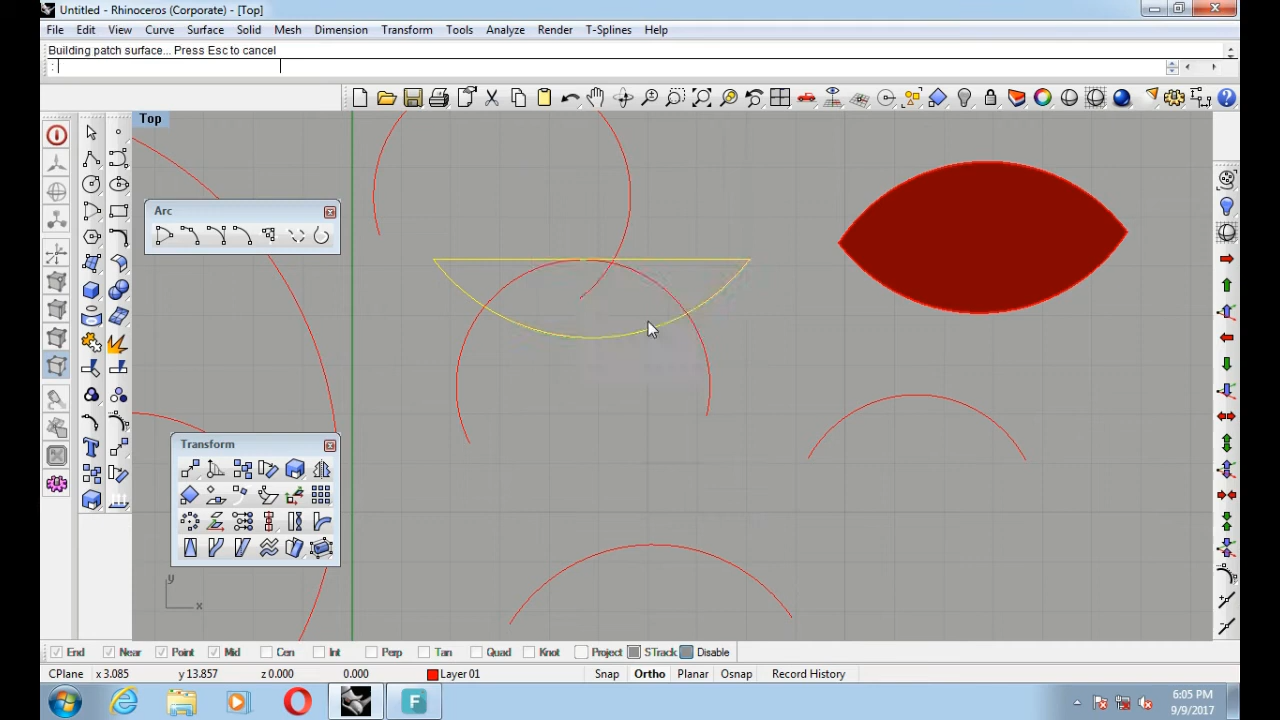 Untitled - Rhinoceros (Corporate) - [Top]
File Edit View Curve Surface Solid Mesh Dimension Transform Tools Analyze Render T-Splines Help
Building patch surface... Press Esc to cancel
:
Top
Arc
Transform
y
x
End Near Point Mid Cen Int Perp Tan Quad Knot Project STrack Disable
CPlane x 3.085 y 13.857 z 0.000 0.000 Layer 01 Snap Ortho Planar Osnap Record History
6:05 PM
9/9/2017